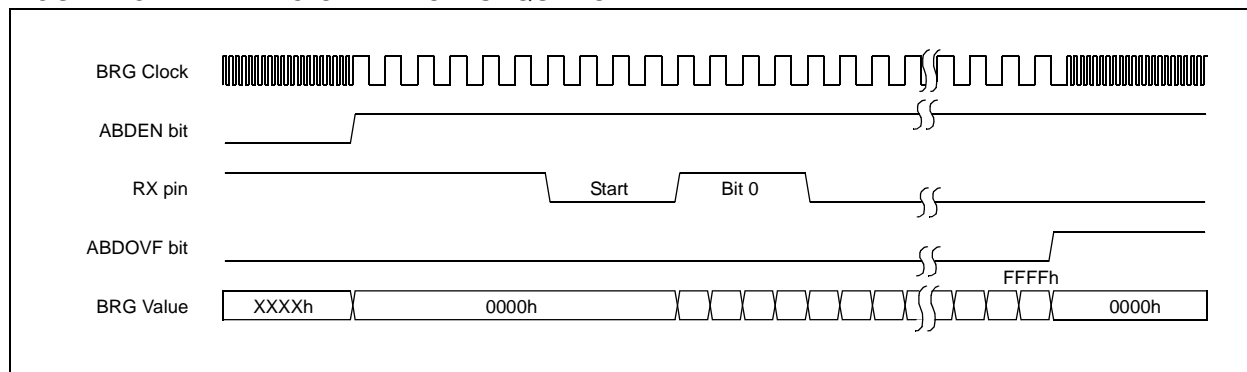 BRG Clock
ABDEN bit
RX pin
Start
Bit 0
ABDOVF bit
FFFFh
BRG Value
XXXXh
0000h
0000h